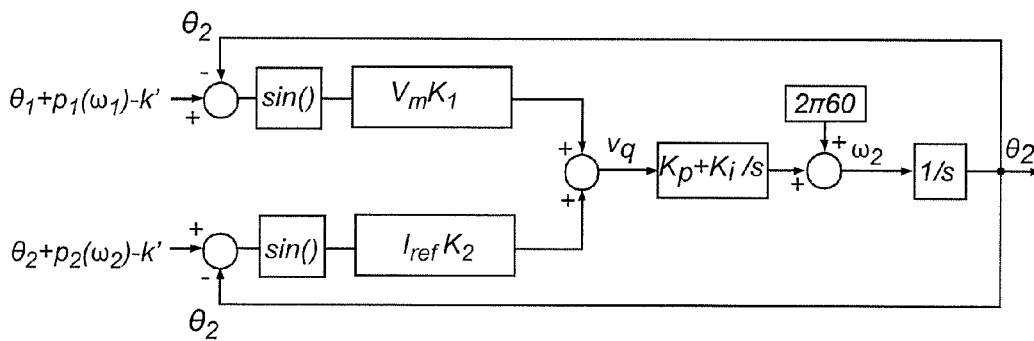 θ2
θ1+p1(ω1)-k'
-
+
sin()
VmK1
+
+
vq
Kp+Ki/s
2π60
+
+
ω2
1/s
θ2
θ2+p2(ω2)-k'
+
-
sin()
IrefK2
θ2